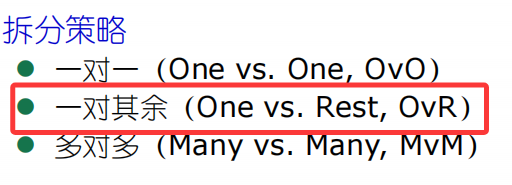 拆分策略
一对一（One vs. One, OvO）
一对其余（One vs. Rest, OvR）
多对多（Many vs. Many, MvM）